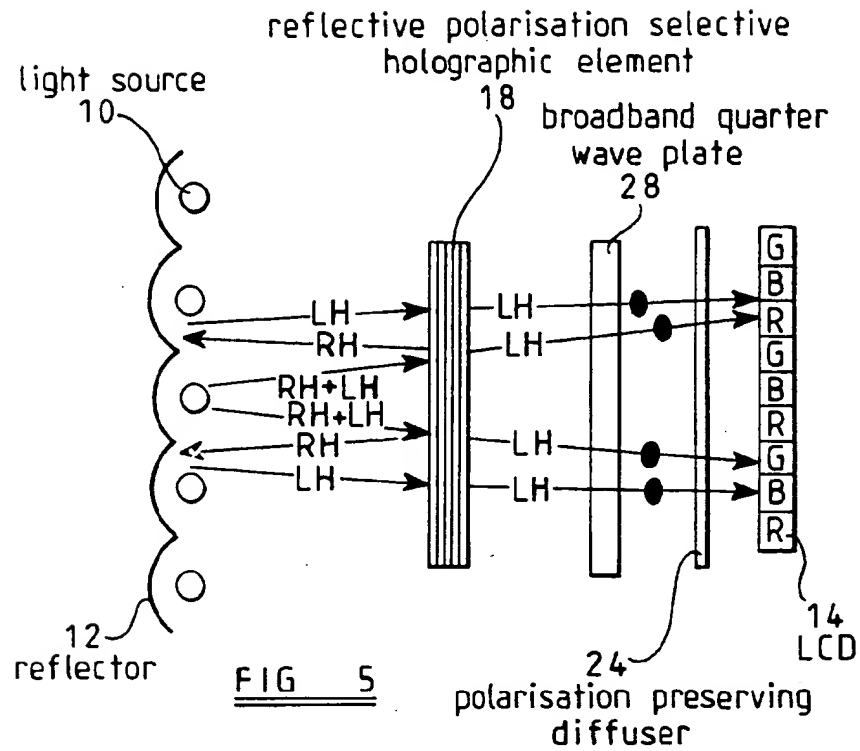 reflective polarisation selective
holographic element
18
light source
10
broadband quarter
wave plate
28
LH
RH
RH+LH
RH+LH
RH
LH
LH
LH
LH
LH
G
B
R
G
B
R
G
B
R
12
reflector
FIG 5
24
polarisation preserving
diffuser
14
LCD